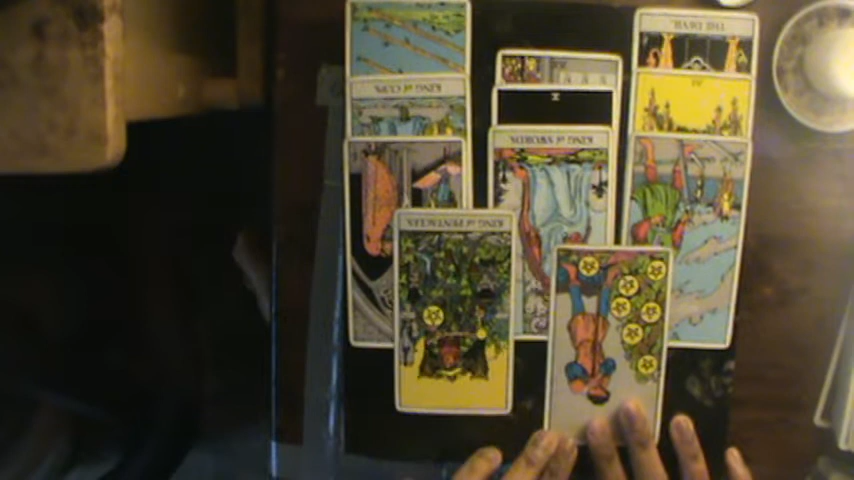 THE DEVIL
KING of CUPS
X
KING of SWORDS
KING of PENTACLES